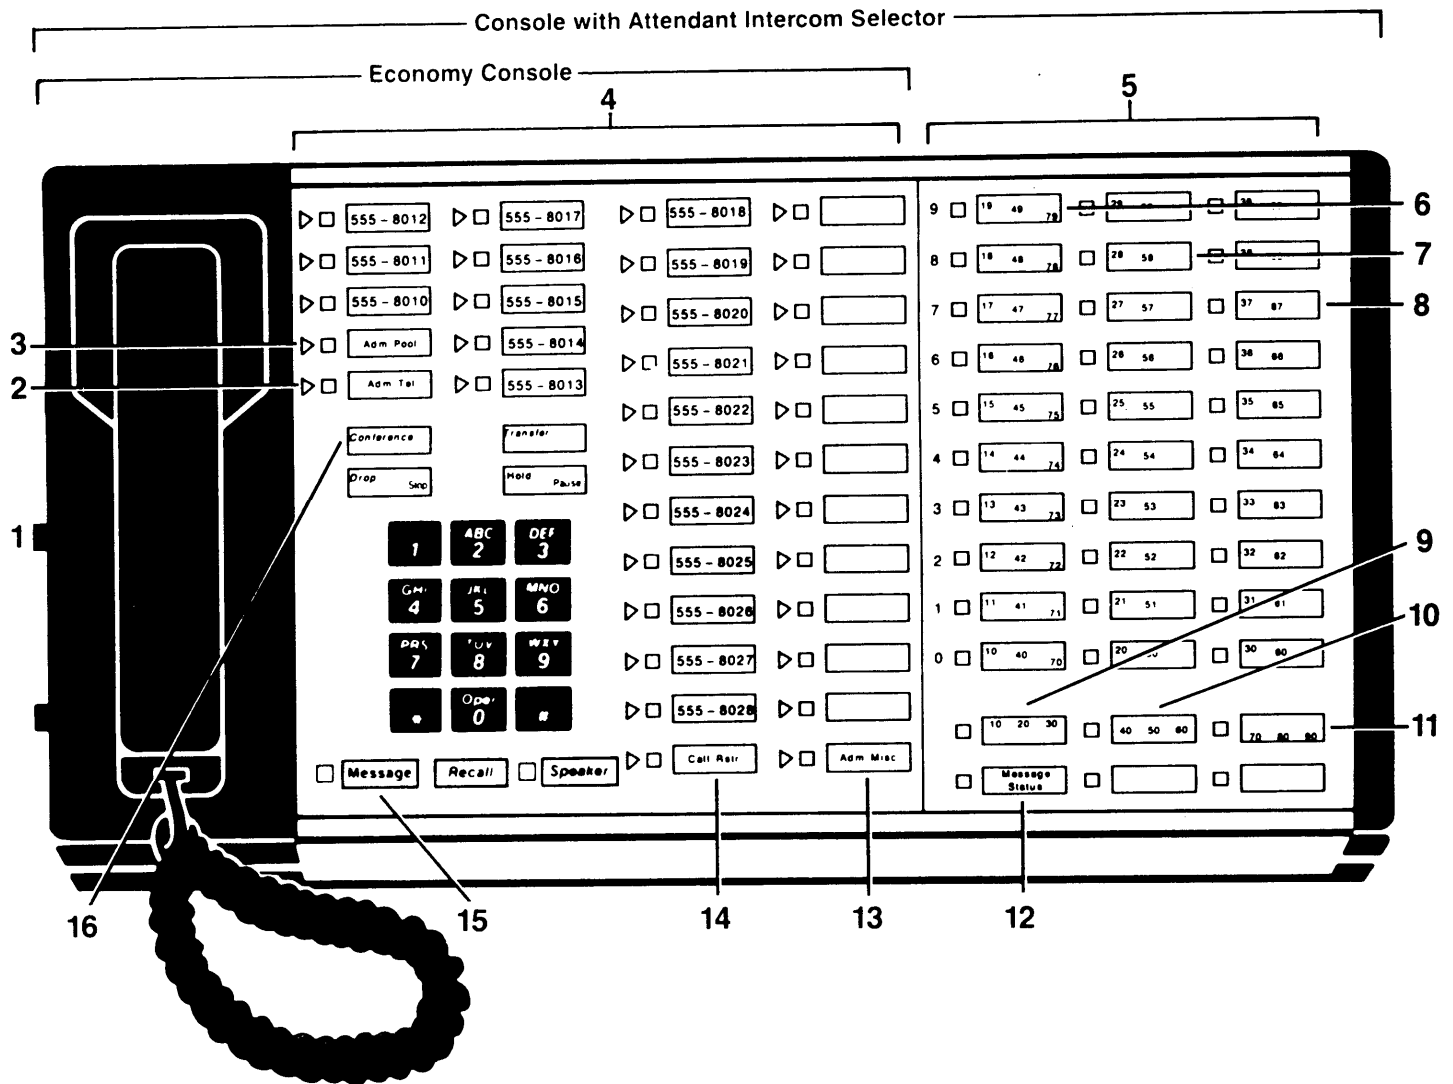 Console with Attendant Intercom Selector
Economy Console
4
5
555-8012 555-8017 555-8018
555-8011 555-8016 555-8019
555-8010 555-8015 555-8020
Adm Pool 555-8014 555-8021
Adm Tel 555-8013 555-8022
555-8023
555-8024
555-8025
555-8026
555-8027
555-8028
Conference Transfer
Drop Stop Hold Pause
1 ABC 2 DEF 3
GHI 4 JKL 5 MNO 6
PRS 7 TUV 8 WXY 9
* Oper 0 #
Message Recall Speaker Call Rstr Adm Misc
9 19 49 79
8 18 48 78 28 58
7 17 47 77 27 57 37 67
6 16 46 76 26 56 36 66
5 15 45 75 25 55 35 65
4 14 44 74 24 54 34 64
3 13 43 73 23 53 33 63
2 12 42 72 22 52 32 62
1 11 41 71 21 51 31 61
0 10 40 70 20 30 60
10 20 30 40 50 60 70 80 90
Message
Status
3
2
1
6
7
8
9
10
11
16
15
14
13
12